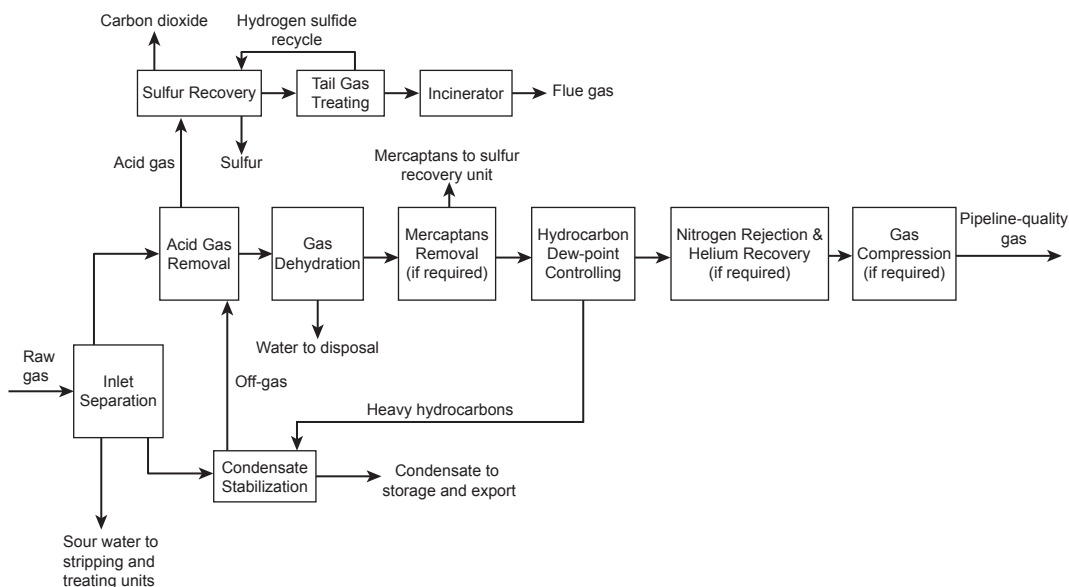 Carbon dioxide
Hydrogen sulfide
recycle
Sulfur Recovery
Tail Gas
Treating
Incinerator
Flue gas
Acid gas
Sulfur
Mercaptans to sulfur
recovery unit
Acid Gas
Removal
Gas
Dehydration
Mercaptans
Removal
(if required)
Hydrocarbon
Dew-point
Controlling
Nitrogen Rejection &
Helium Recovery
(if required)
Gas
Compression
(if required)
Pipeline-quality
gas
Water to disposal
Raw
gas
Inlet
Separation
Off-gas
Heavy hydrocarbons
Condensate
Stabilization
Condensate to
storage and export
Sour water to
stripping and
treating units